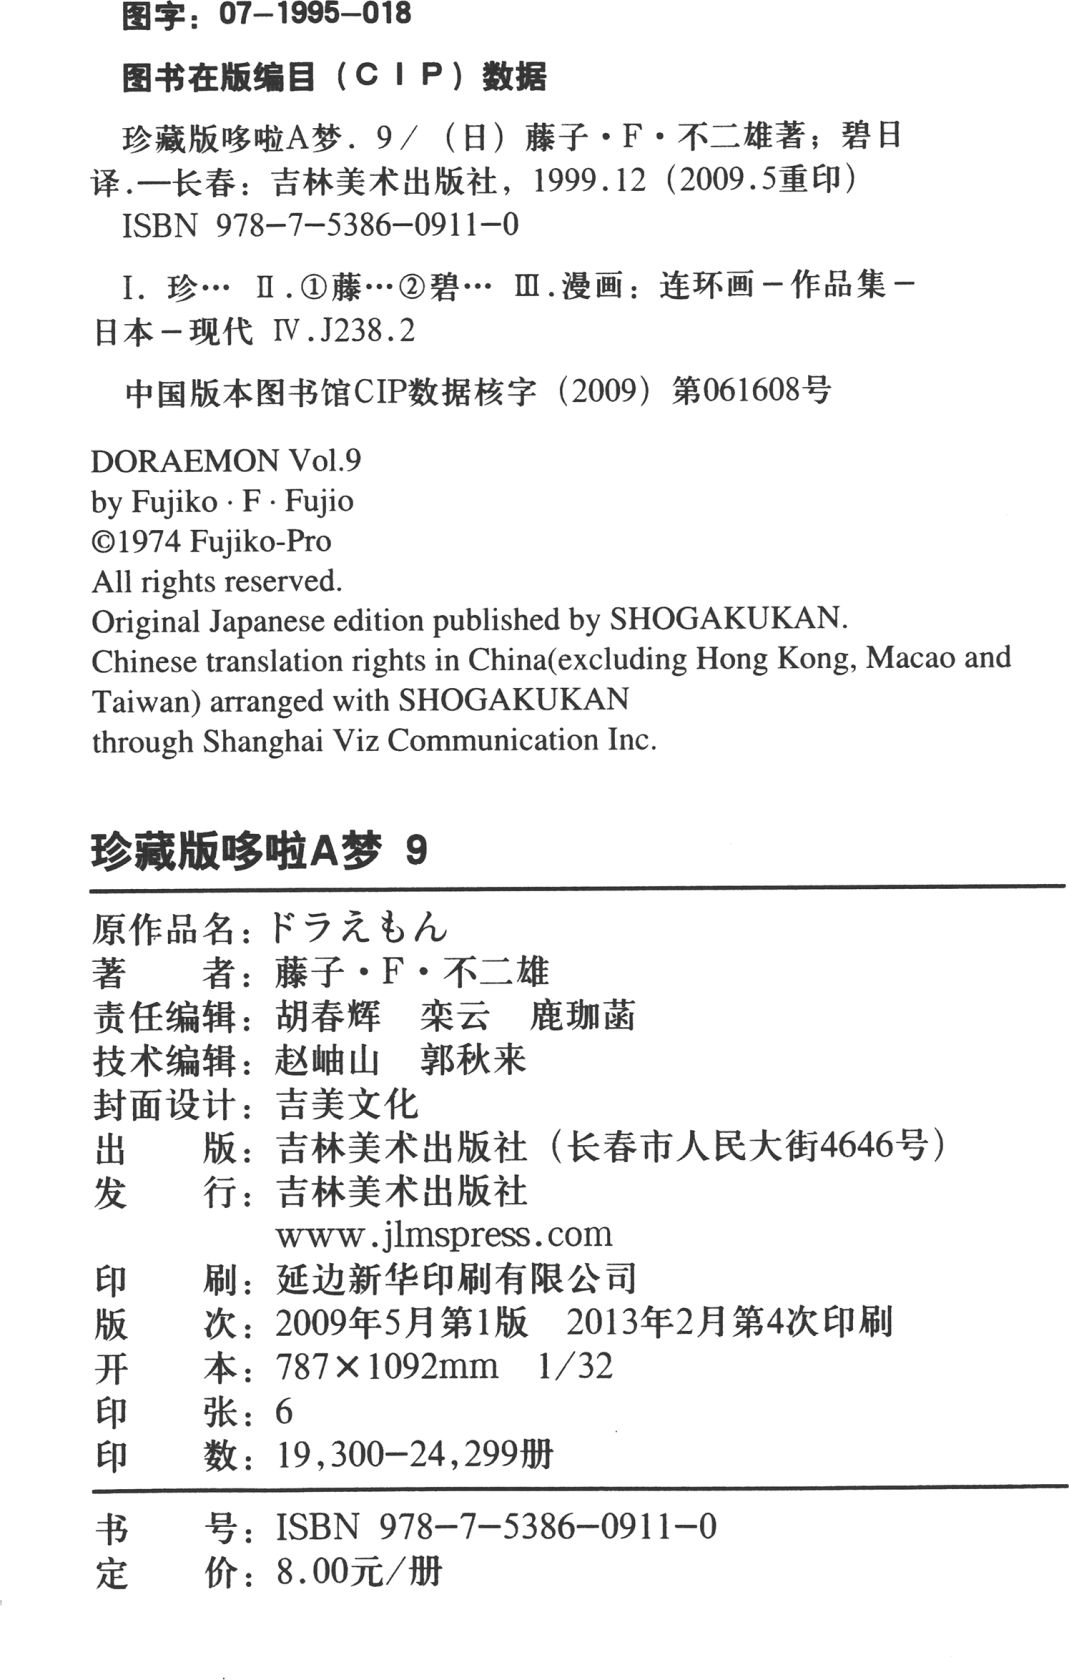 图字：07—1995—018
图书在版编目（CIP）数据
珍藏版哆啦A梦．9／（日）藤子・F・不二雄著；碧日
译．—长春：吉林美术出版社，1999.12（2009.5重印）
ISBN 978—7—5386—0911—0
Ⅰ．珍… Ⅱ．①藤…②碧… Ⅲ．漫画：连环画－作品集－
日本－现代 Ⅳ．J238.2
中国版本图书馆CIP数据核字（2009）第061608号
DORAEMON Vol.9
by Fujiko · F · Fujio
©1974 Fujiko-Pro
All rights reserved.
Original Japanese edition published by SHOGAKUKAN.
Chinese translation rights in China(excluding Hong Kong, Macao and
Taiwan) arranged with SHOGAKUKAN
through Shanghai Viz Communication Inc.
珍藏版哆啦A梦 9
原作品名：ドラえもん
著　　者：藤子・F・不二雄
责任编辑：胡春辉　栾云　鹿珈菡
技术编辑：赵岫山　郭秋来
封面设计：吉美文化
出　　版：吉林美术出版社（长春市人民大街4646号）
发　　行：吉林美术出版社
www.jlmspress.com
印　　刷：延边新华印刷有限公司
版　　次：2009年5月第1版　2013年2月第4次印刷
开　　本：787×1092mm　1/32
印　　张：6
印　　数：19,300—24,299册
书　　号：ISBN 978—7—5386—0911—0
定　　价：8.00元/册